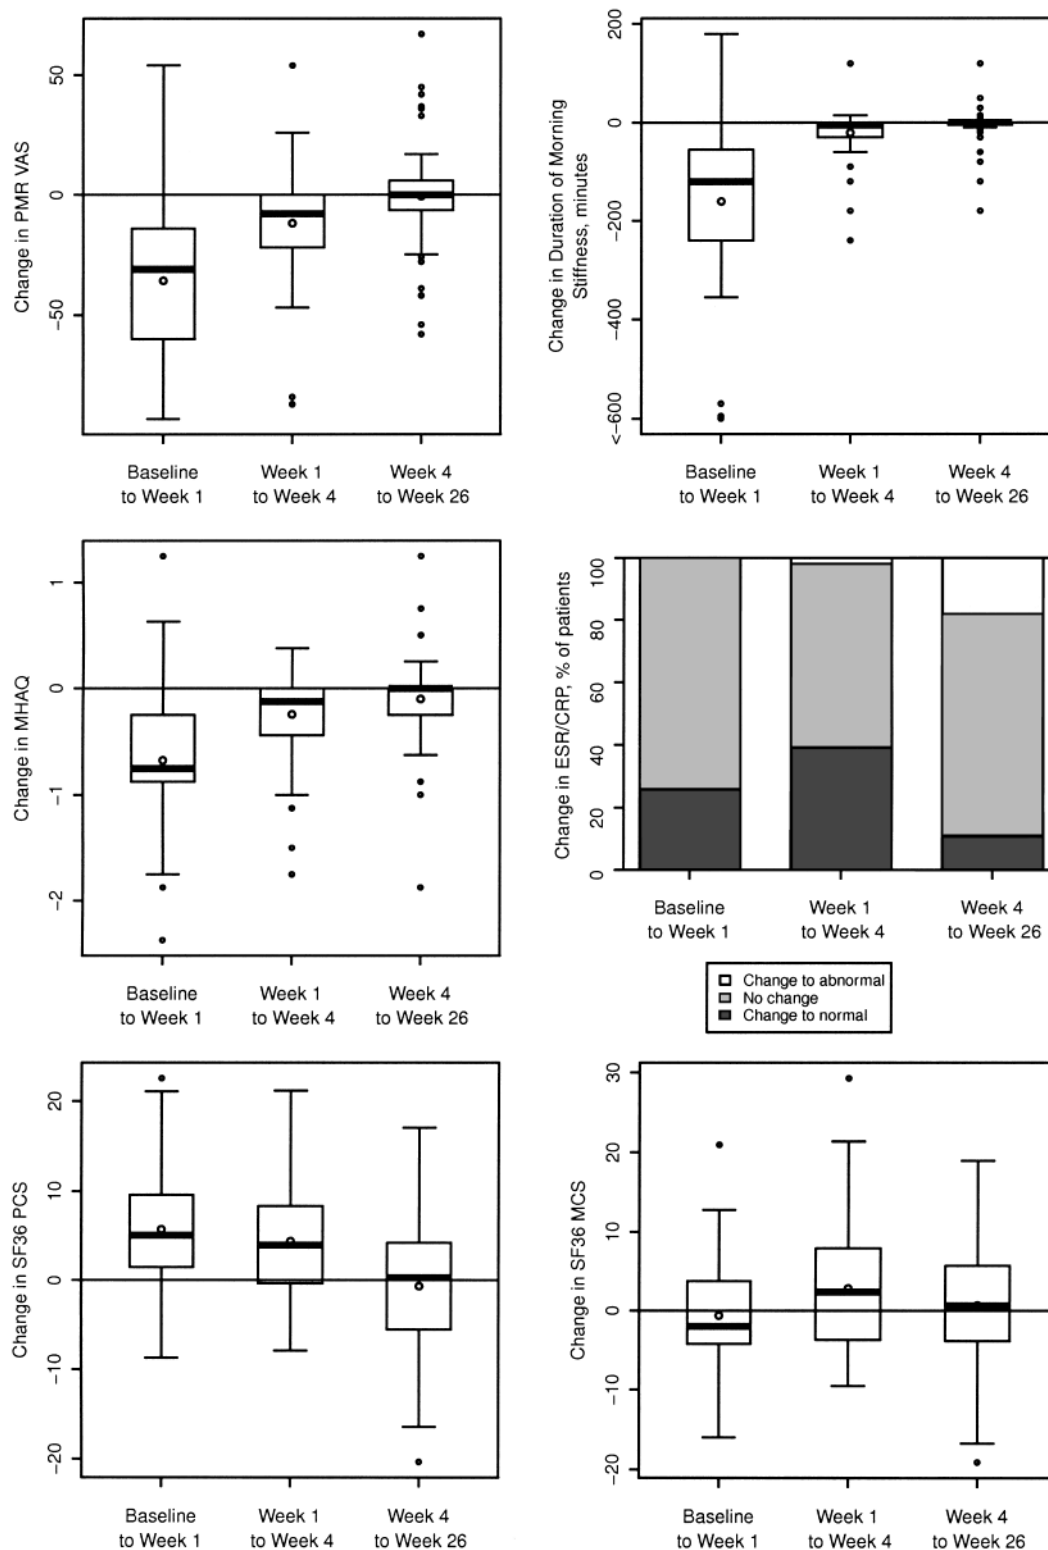 Change in PMR VAS
50
0
−50
Baseline
to Week 1
Week 1
to Week 4
Week 4
to Week 26
Change in Duration of Morning
Stiffness, minutes
200
0
−200
−400
<−600
Baseline
to Week 1
Week 1
to Week 4
Week 4
to Week 26
Change in MHAQ
1
0
−1
−2
Baseline
to Week 1
Week 1
to Week 4
Week 4
to Week 26
Change in ESR/CRP, % of patients
100
80
60
40
20
0
Baseline
to Week 1
Week 1
to Week 4
Week 4
to Week 26
Change to abnormal
No change
Change to normal
Change in SF36 PCS
20
10
0
−10
−20
Baseline
to Week 1
Week 1
to Week 4
Week 4
to Week 26
Change in SF36 MCS
30
20
10
0
−10
−20
Baseline
to Week 1
Week 1
to Week 4
Week 4
to Week 26